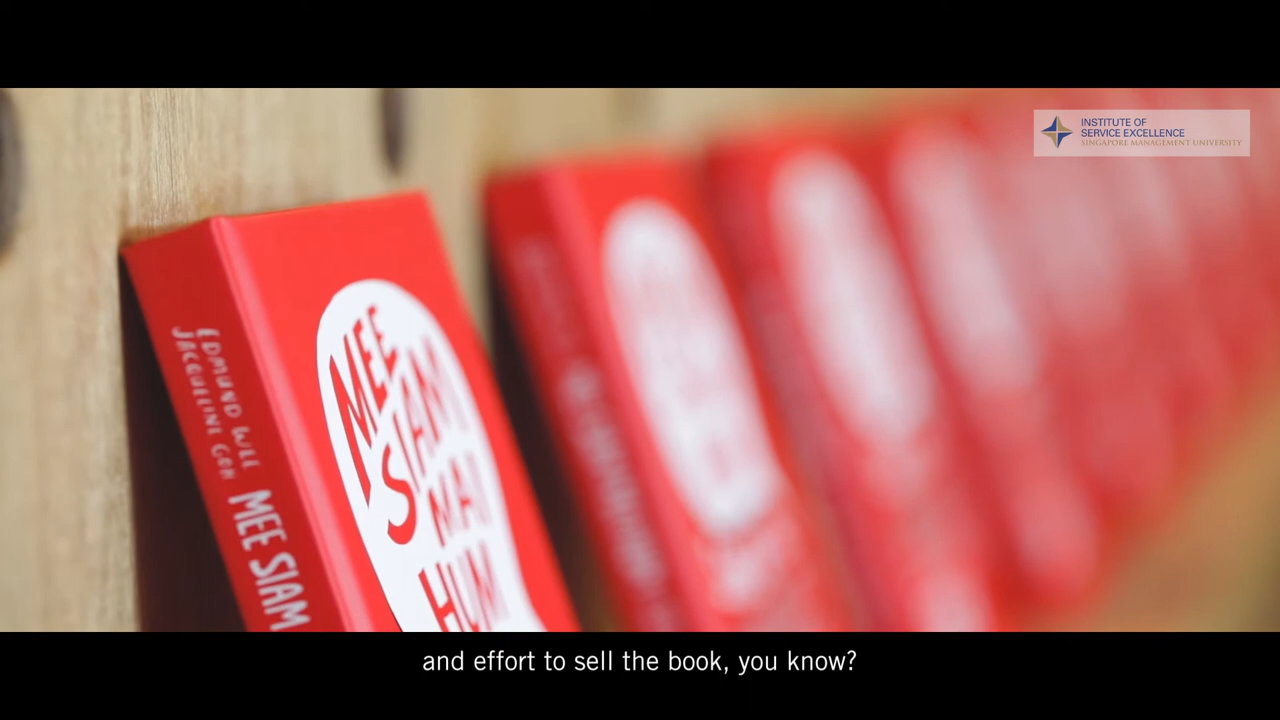 INSTITUTE OF
SERVICE EXCELLENCE
SINGAPORE MANAGEMENT UNIVERSITY
EDMUND WEE
JACQUELINE GOH
MEE SIAM
MEE
SIAM
MAI
HUM
and effort to sell the book, you know?